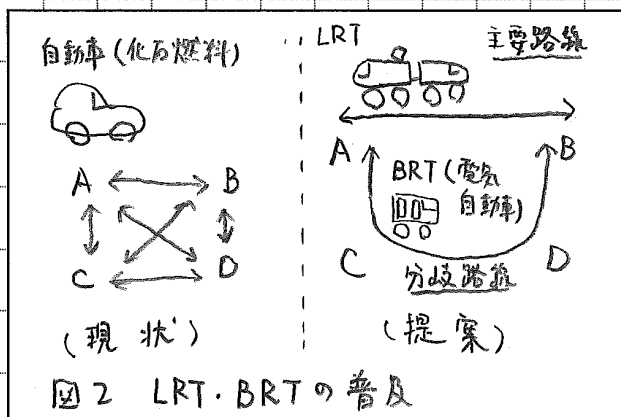 自動車(化石燃料)
A B
C D
(現状)
LRT 主要路線
A B
BRT(電気
自動車)
C D
分岐路線
(提案)
図2 LRT・BRTの普及